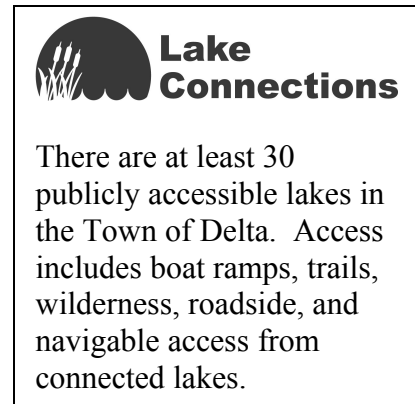 Lake
Connections
There are at least 30
publicly accessible lakes in
the Town of Delta.  Access
includes boat ramps, trails,
wilderness, roadside, and
navigable access from
connected lakes.